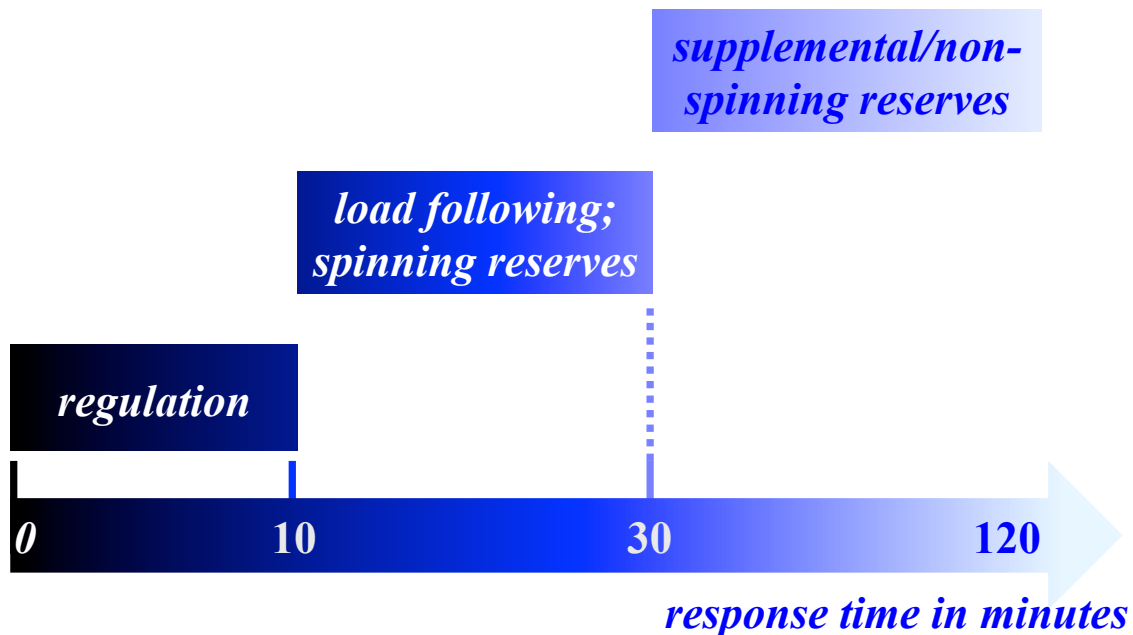 supplemental/non-
spinning reserves
load following;
spinning reserves
regulation
0 10 30 120
response time in minutes